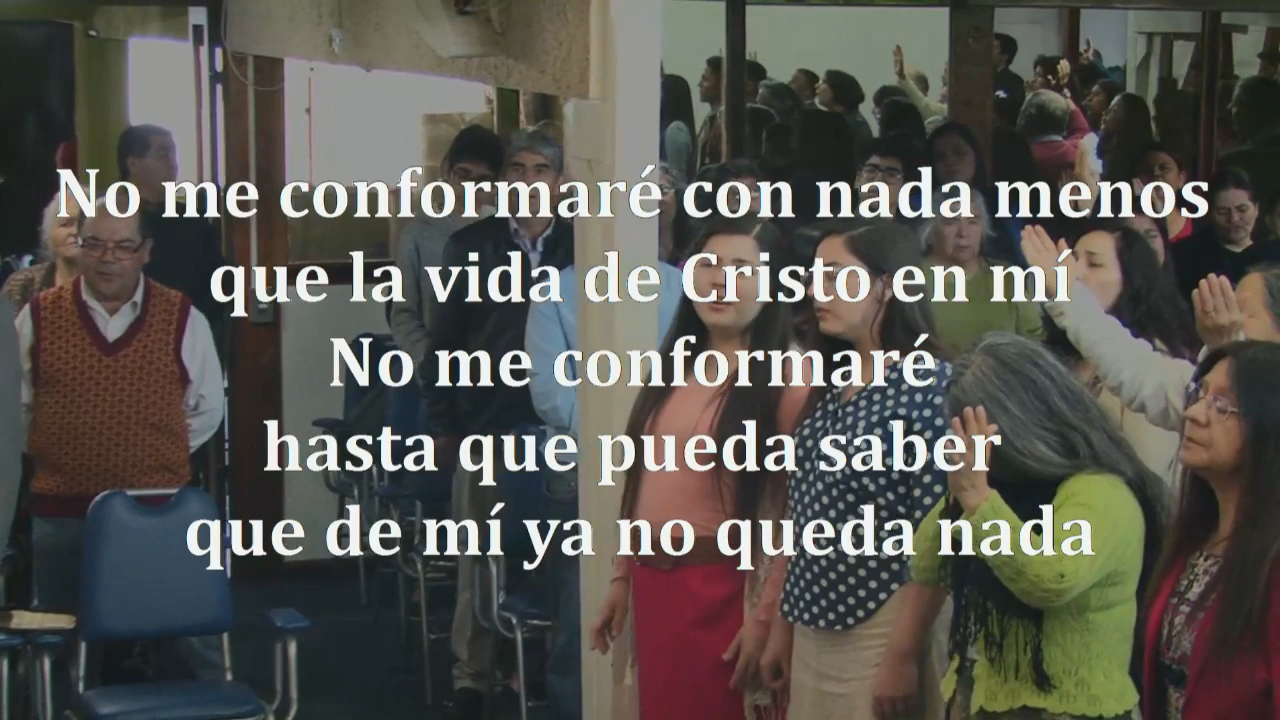 No me conformaré con nada menos
que la vida de Cristo en mí
No me conformaré
hasta que pueda saber
que de mí ya no queda nada